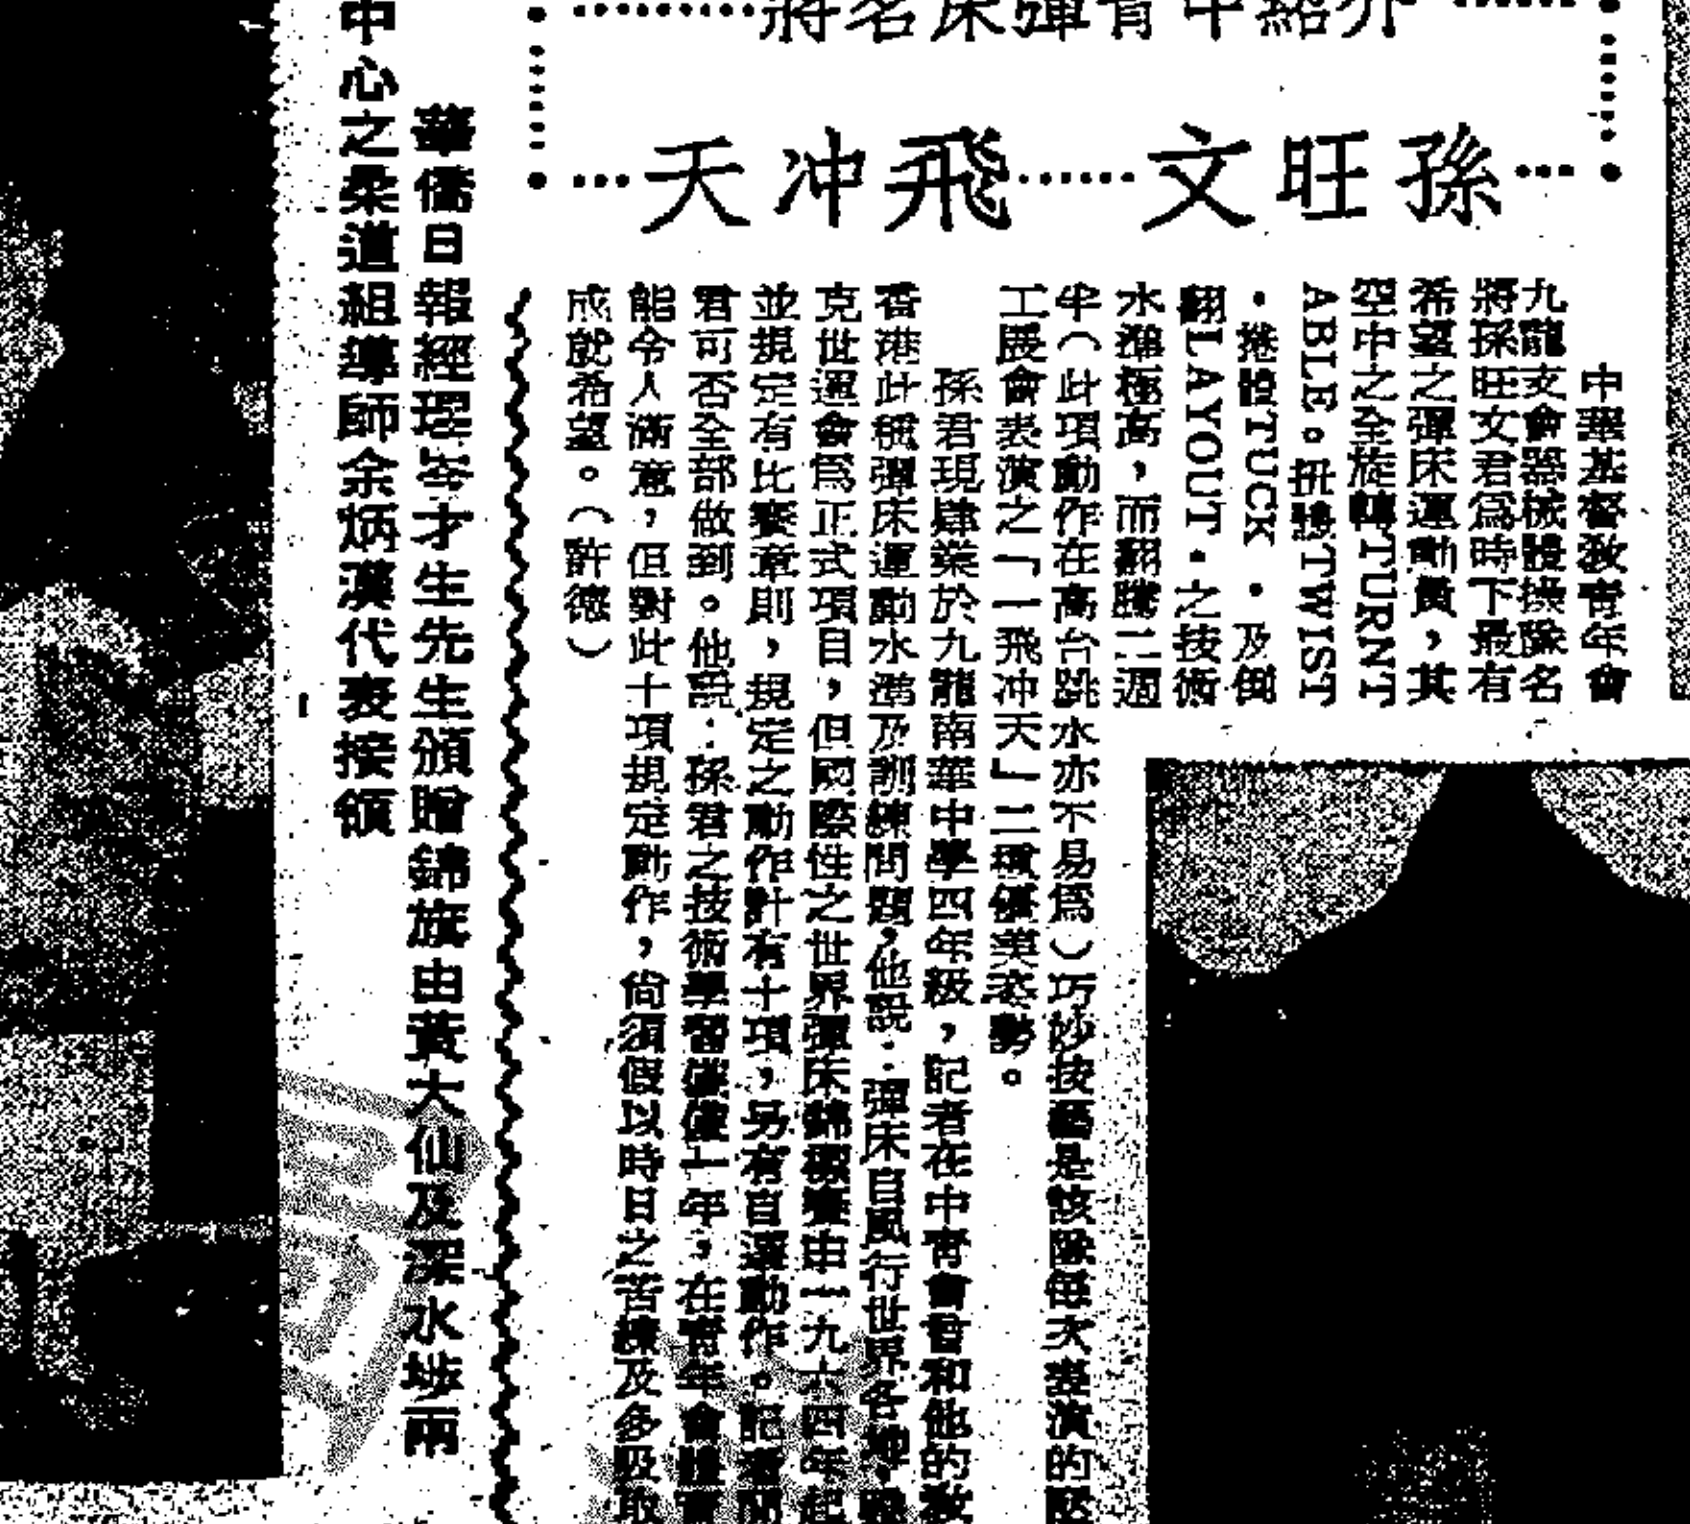 介紹中青彈床名將
孫旺文……飛冲天
中華基督教青年會
九龍支會器械體操隊名
將孫旺文君爲時下最有
希望之彈床運動員，其
空中之全旋轉TURNT
ABLE。扭體TWIST
・捲體TUCK・及倒
翻LAYOUT・之技術
水準極高，而翻騰二週
半（此項動作在高台跳水亦不易爲）巧妙技藝是該隊每次表演的壓
工展會表演之「一飛冲天」二項優美姿勢。
孫君現肄業於九龍南華中學四年級，記者在中青會曾和他的教
香港此種彈床運動水準及訓練問題，他說：彈床自風行世界各埠，
克世運會爲正式項目，但國際性之世界彈床錦標賽由一九六四年起
並規定有比賽章則，規定之動作計有十項，另有自選動作。記者問
君可否全部做到。他說：孫君之技術學習僅僅一年，在青年會體育
能令人滿意，但對此十項規定動作，尙須假以時日之苦練及多吸取
成就希望。（許德）
華僑日報經理岑才生先生頒贈錦旗由黃大仙及深水埗兩
中心之柔道組導師余炳漢代表接領